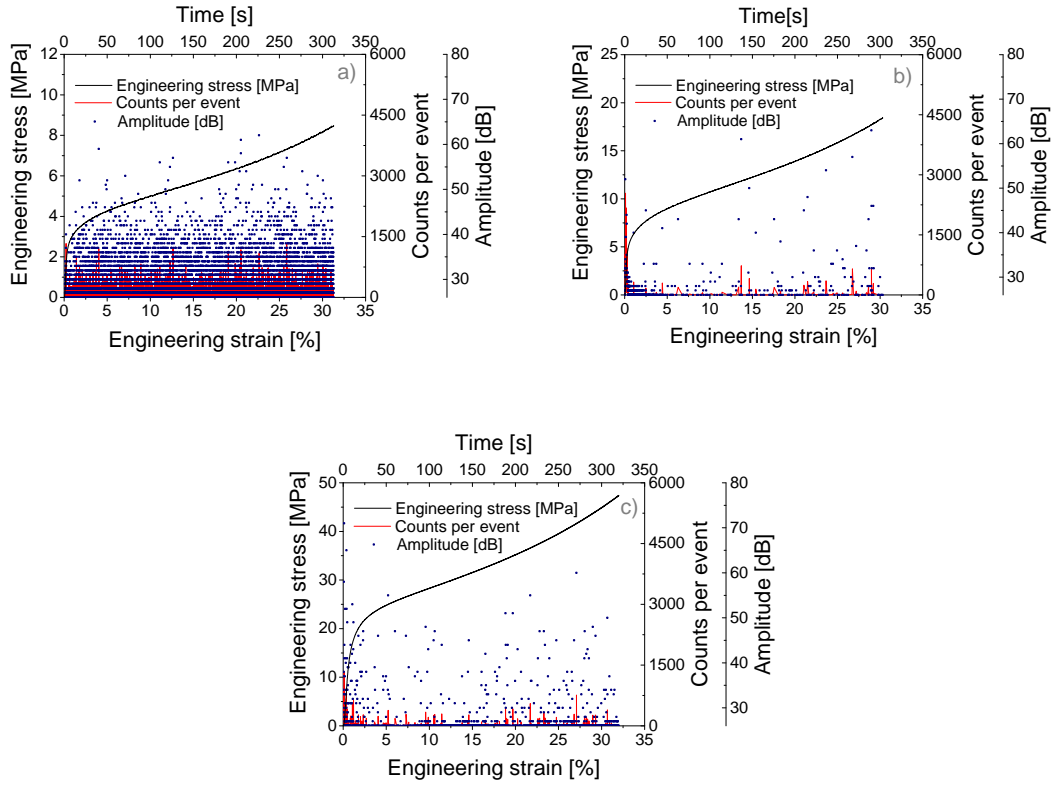 Time [s]
0 50 100 150 200 250 300 350
12 10 8 6 4 2 0
Engineering stress [MPa]
Engineering stress [MPa]
Counts per event
Amplitude [dB]
a)
6000 4500 3000 1500 0
Counts per event
80 70 60 50 40 30
Amplitude [dB]
0 5 10 15 20 25 30 35
Engineering strain [%]
Time[s]
0 50 100 150 200 250 300 350
25 20 15 10 5 0
Engineering stress [MPa]
Engineering stress [MPa]
Counts per event
Amplitude [dB]
b)
6000 4500 3000 1500 0
Counts per event
80 70 60 50 40 30
Amplitude [dB]
0 5 10 15 20 25 30 35
Engineering strain [%]
Time [s]
0 50 100 150 200 250 300 350
50 40 30 20 10 0
Engineering stress [MPa]
Engineering stress [MPa]
Counts per event
Amplitude [dB]
c)
6000 4500 3000 1500 0
Counts per event
80 70 60 50 40 30
Amplitude [dB]
0 5 10 15 20 25 30 35
Engineering strain [%]